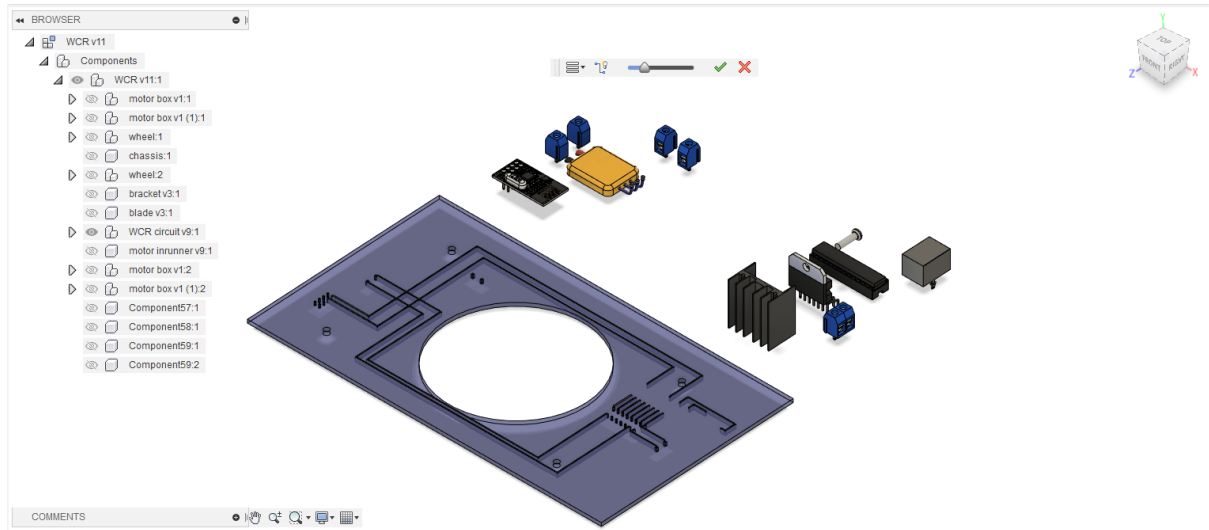 BROWSER
WCR v11
Components
WCR v11:1
motor box v1:1
motor box v1 (1):1
wheel:1
chassis:1
wheel:2
bracket v3:1
blade v3:1
WCR circuit v9:1
motor inrunner v9:1
motor box v1:2
motor box v1 (1):2
Component57:1
Component58:1
Component59:1
Component59:2
COMMENTS
Y
TOP
FRONT
RIGHT
Z
X